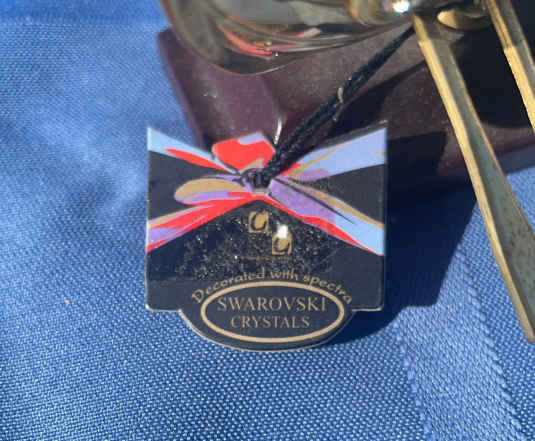 Decorated with spectra
SWAROVSKI
CRYSTALS